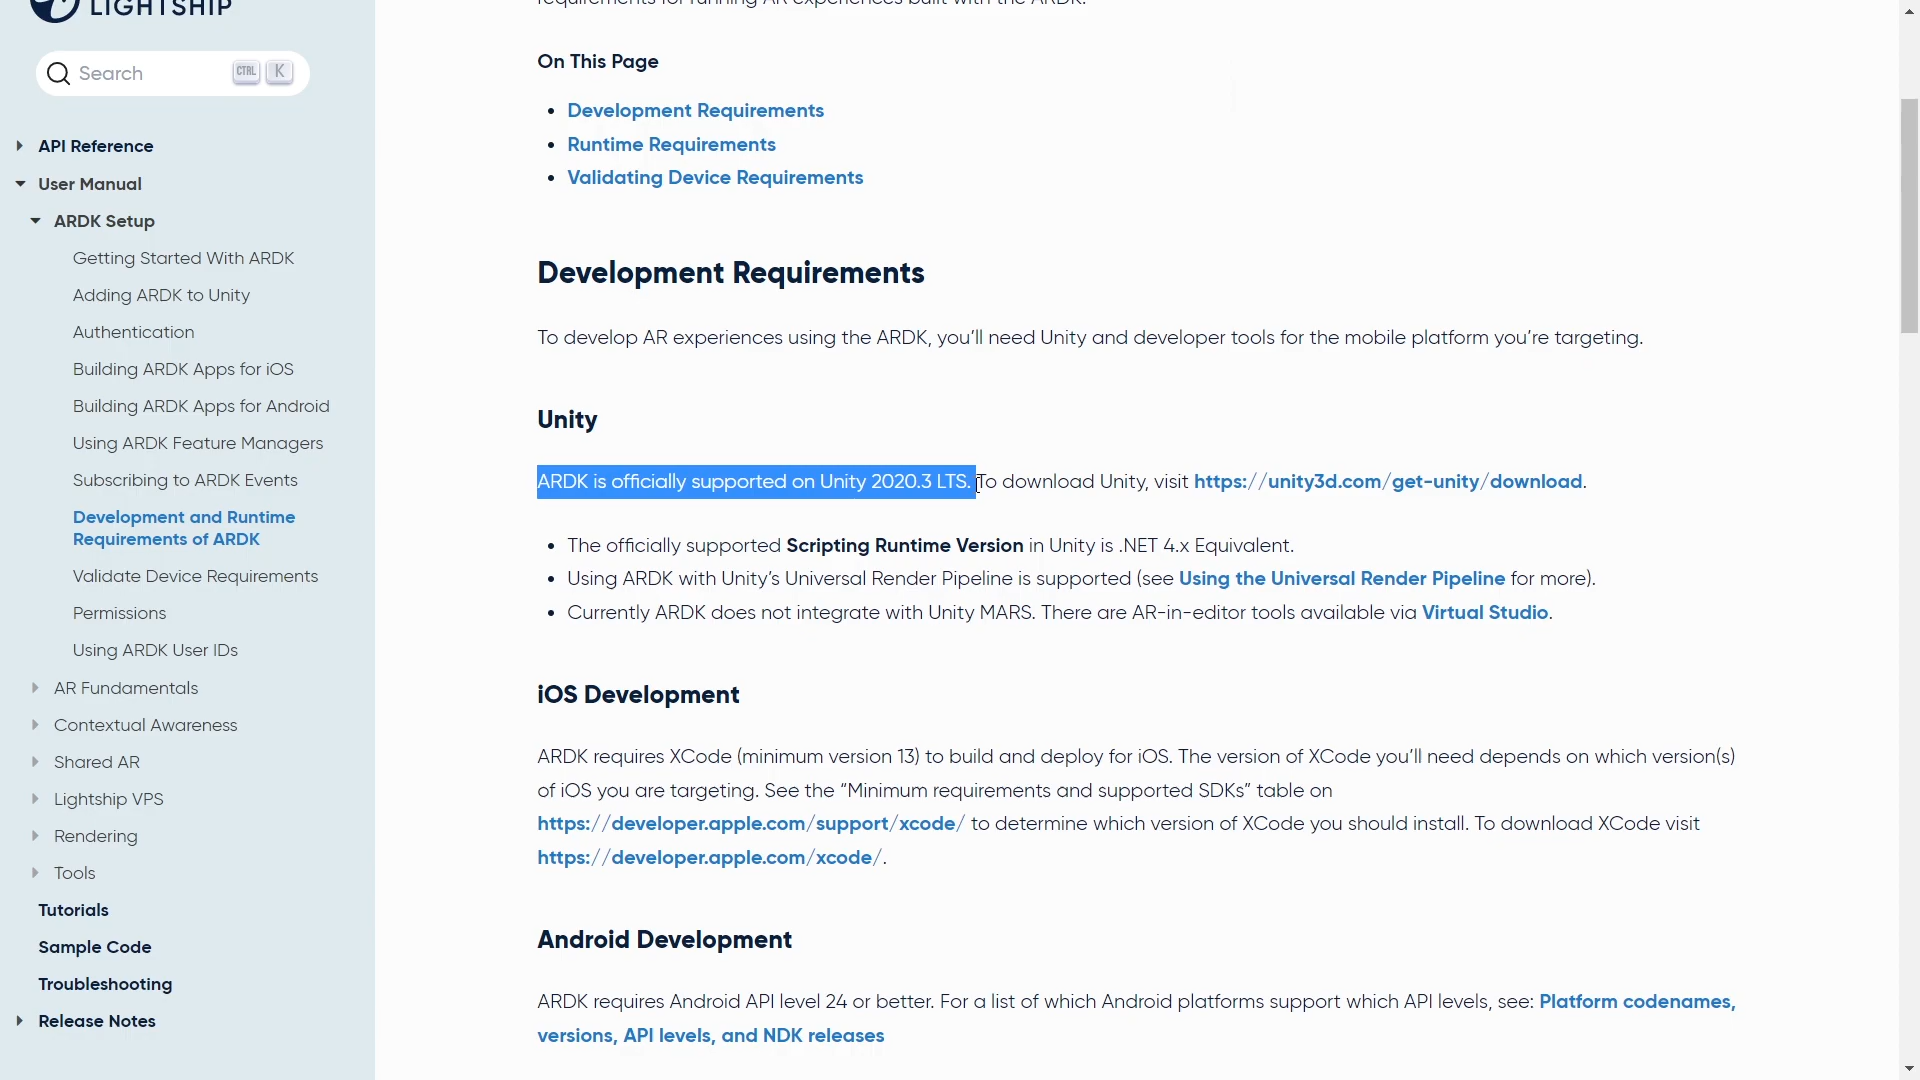 LIGHTSHIP
Search CTRL K
API Reference
User Manual
ARDK Setup
Getting Started With ARDK
Adding ARDK to Unity
Authentication
Building ARDK Apps for iOS
Building ARDK Apps for Android
Using ARDK Feature Managers
Subscribing to ARDK Events
Development and Runtime
Requirements of ARDK
Validate Device Requirements
Permissions
Using ARDK User IDs
AR Fundamentals
Contextual Awareness
Shared AR
Lightship VPS
Rendering
Tools
Tutorials
Sample Code
Troubleshooting
Release Notes
requirements for running AR experiences built with the ARDK.
On This Page
Development Requirements
Runtime Requirements
Validating Device Requirements
Development Requirements
To develop AR experiences using the ARDK, you’ll need Unity and developer tools for the mobile platform you’re targeting.
Unity
ARDK is officially supported on Unity 2020.3 LTS. To download Unity, visit https://unity3d.com/get-unity/download.
The officially supported Scripting Runtime Version in Unity is .NET 4.x Equivalent.
Using ARDK with Unity’s Universal Render Pipeline is supported (see Using the Universal Render Pipeline for more).
Currently ARDK does not integrate with Unity MARS. There are AR-in-editor tools available via Virtual Studio.
iOS Development
ARDK requires XCode (minimum version 13) to build and deploy for iOS. The version of XCode you’ll need depends on which version(s)
of iOS you are targeting. See the “Minimum requirements and supported SDKs” table on
https://developer.apple.com/support/xcode/ to determine which version of XCode you should install. To download XCode visit
https://developer.apple.com/xcode/.
Android Development
ARDK requires Android API level 24 or better. For a list of which Android platforms support which API levels, see: Platform codenames,
versions, API levels, and NDK releases